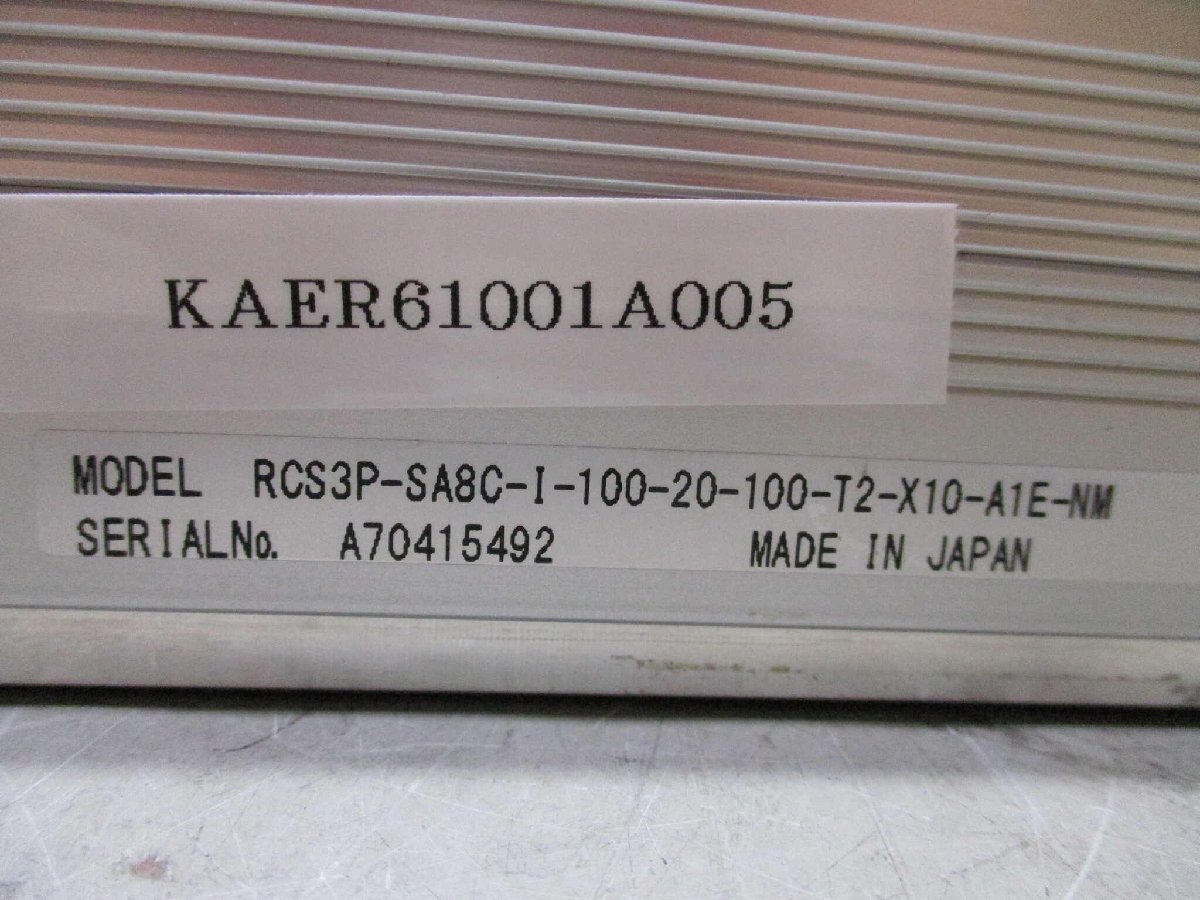 KAER61001A005
MODEL RCS3P-SA8C-I-100-20-100-T2-X10-A1E-NM
SERIALNo. A70415492 MADE IN JAPAN